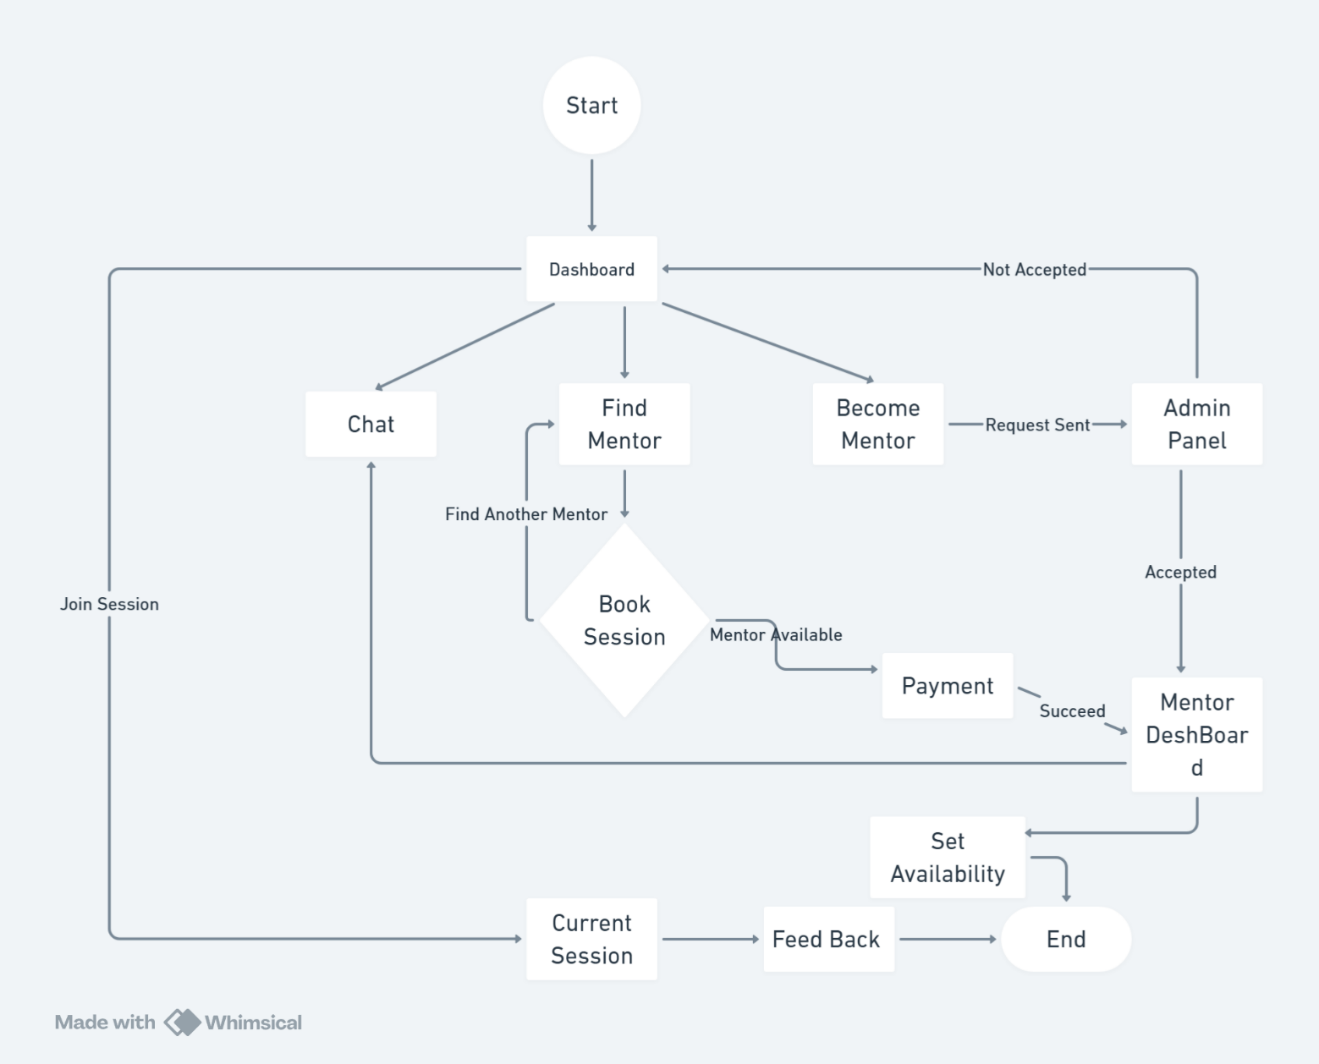 Start
Dashboard
Not Accepted
Chat
Find
Mentor
Become
Mentor
Request Sent
Admin
Panel
Find Another Mentor
Accepted
Join Session
Book
Session
Mentor Available
Payment
Succeed
Mentor
DeshBoar
d
Set
Availability
Current
Session
Feed Back
End
Made with Whimsical